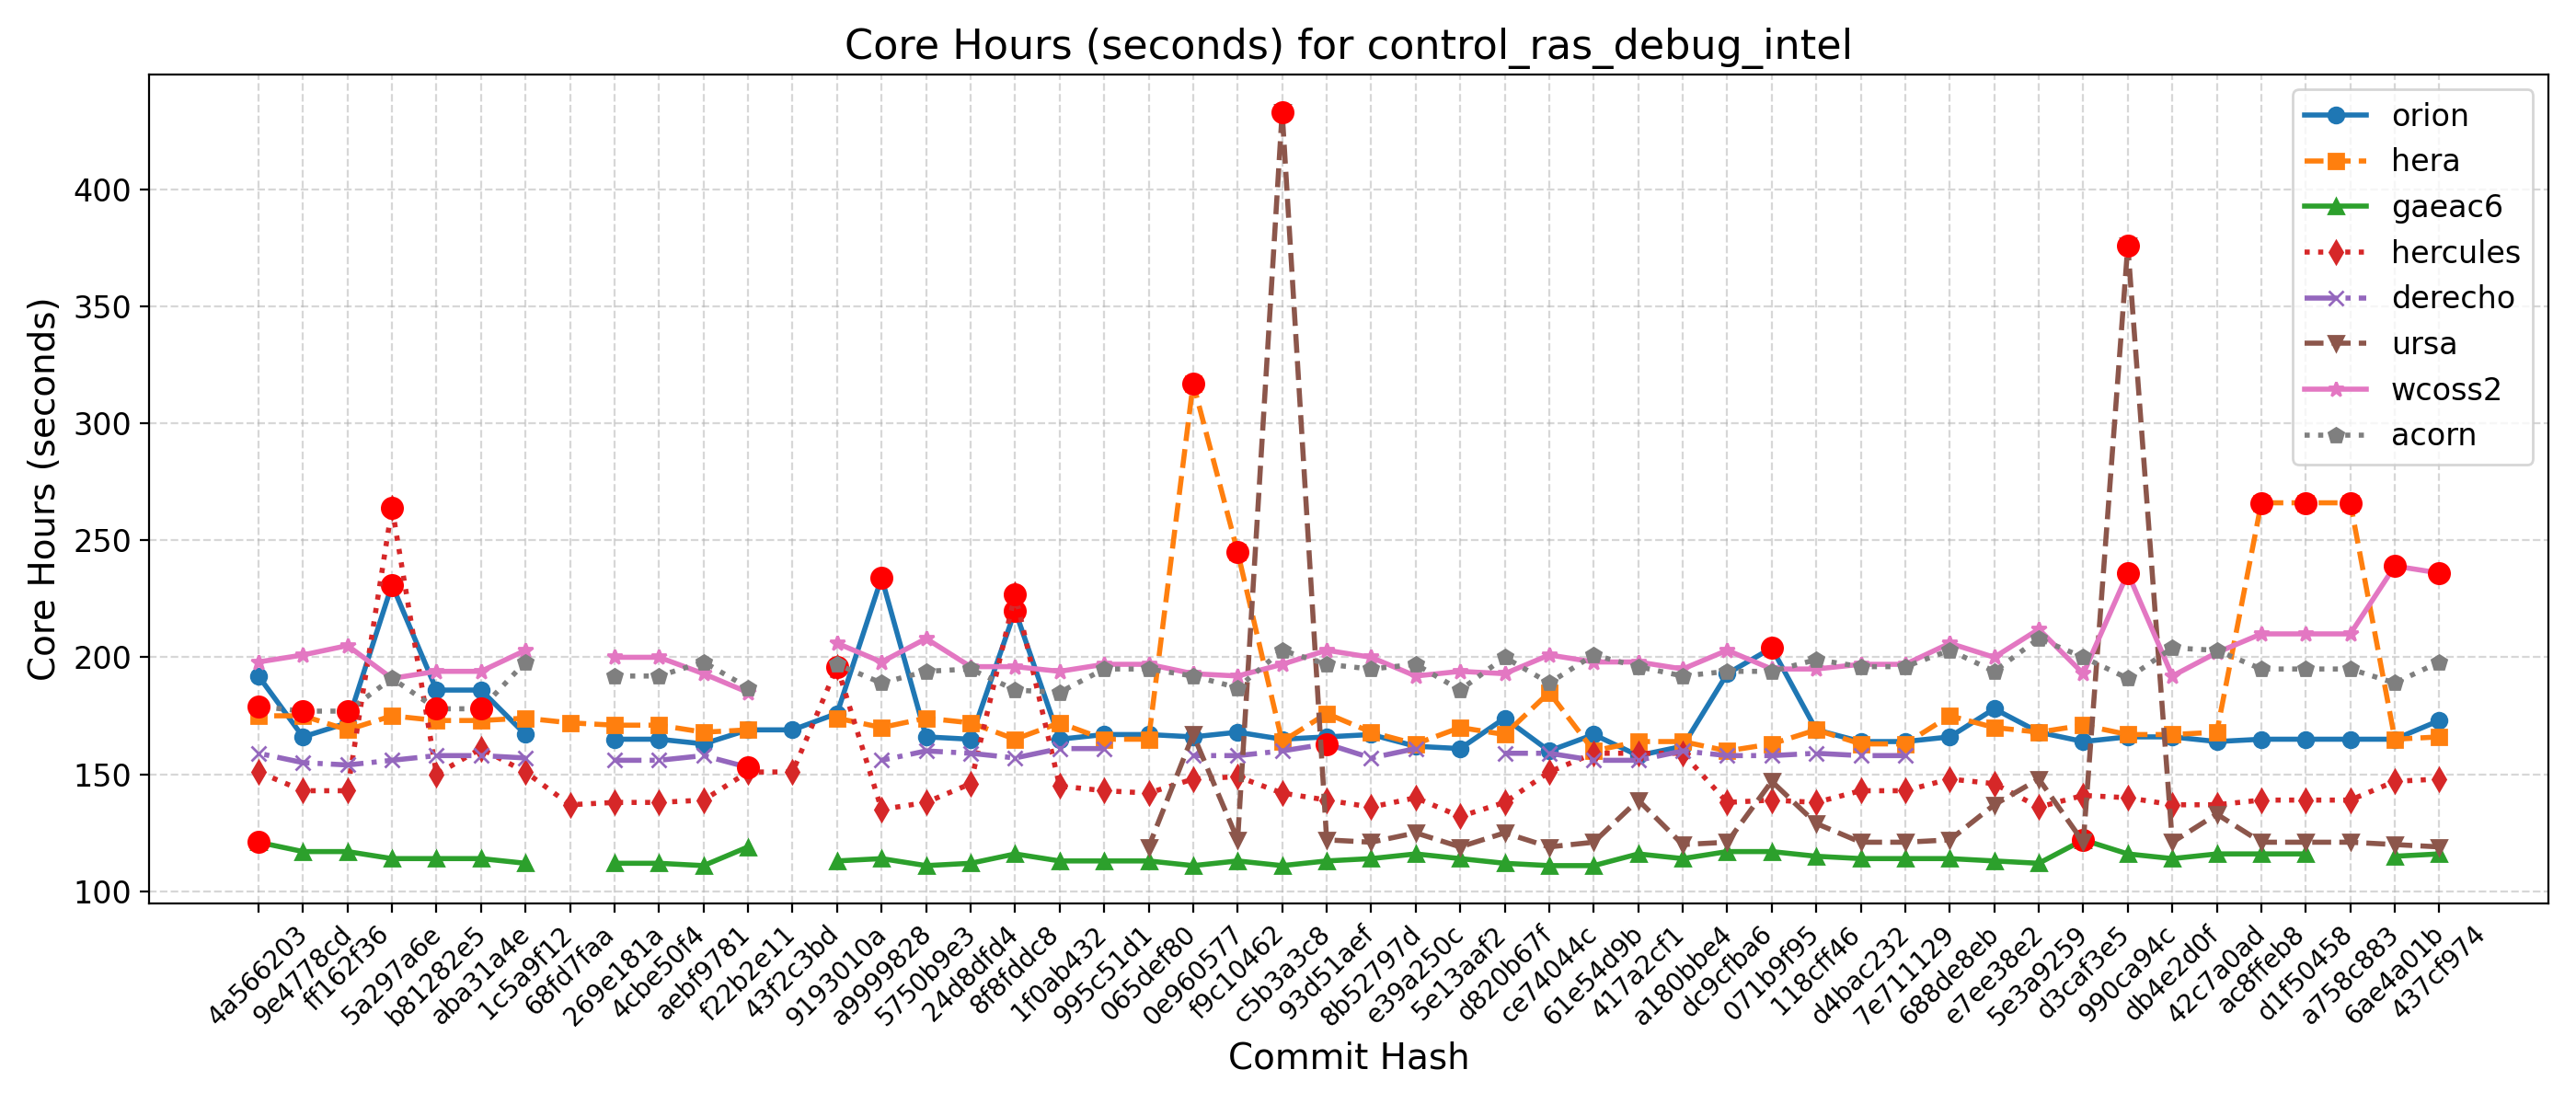 Core Hours (seconds) for control_ras_debug_intel
Core Hours (seconds)
400
350
300
250
200
150
100
orion
hera
gaeac6
hercules
derecho
ursa
wcoss2
acorn
4a566203
9e4778cd
ff162f36
5a297a6e
b81282e5
aba31a4e
1c5a9f12
68fd7faa
269e181a
4cbe50f4
aebf9781
f22b2e11
43f2c3bd
9193010a
a9999828
5750b9e3
24d8dfd4
8f8fddc8
1f0ab432
995c51d1
065def80
0e960577
f9c10462
c5b3a3c8
93d51aef
8b52797d
e39a250c
5e13aaf2
d820b67f
ce74044c
61e54d9b
417a2cf1
a180bbe4
dc9cfba6
071b9f95
118cff46
d4bac232
7e711129
688de8eb
e7ee38e2
5e3a9259
d3caf3e5
990ca94c
db4e2d0f
42c7a0ad
ac8ffeb8
d1f50458
a758c883
6ae4a01b
437cf974
Commit Hash